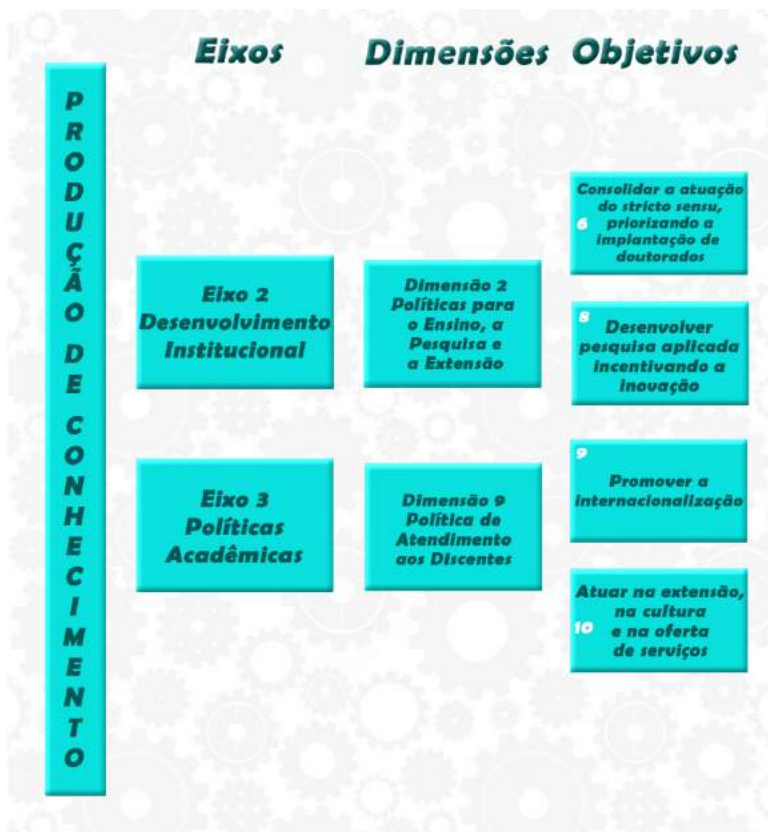 Eixos
Dimensões
Objetivos
PRODUÇÃO DE CONHECIMENTO
Eixo 2
Desenvolvimento
Institucional
Dimensão 2
Políticas para
o Ensino, a
Pesquisa e
a Extensão
Consolidar a atuação
do stricto sensu,
6 priorizando a
implantação de
doutorados
8
Desenvolver
pesquisa aplicada
incentivando a
inovação
Eixo 3
Políticas
Acadêmicas
Dimensão 9
Política de
Atendimento
aos Discentes
9
Promover a
internacionalização
Atuar na extensão,
na cultura
10 e na oferta
de serviços